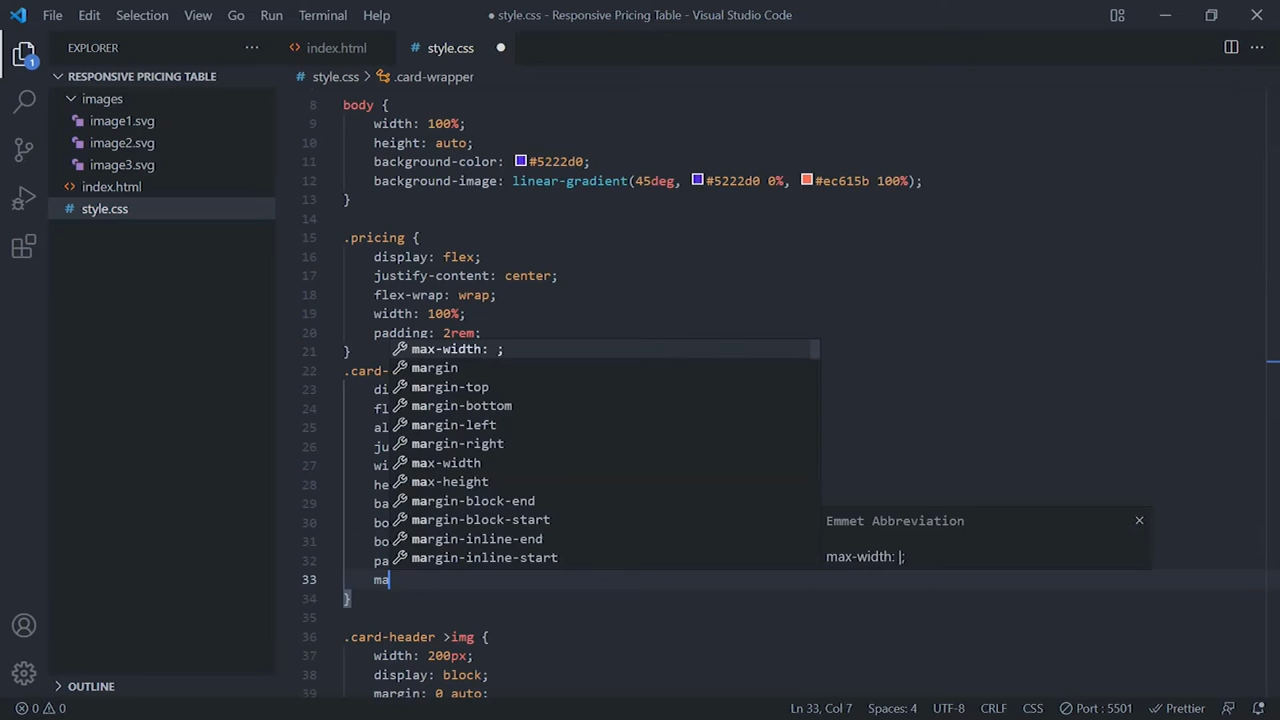 File Edit Selection View Go Run Terminal Help
● style.css - Responsive Pricing Table - Visual Studio Code
EXPLORER ···
index.html
# style.css ●
RESPONSIVE PRICING TABLE
# style.css > .card-wrapper
images
image1.svg
image2.svg
image3.svg
index.html
# style.css
1
8 body {
9 width: 100%;
10 height: auto;
11 background-color: #5222d0;
12 background-image: linear-gradient(45deg, #5222d0 0%, #ec615b 100%);
13 }
14
15 .pricing {
16 display: flex;
17 justify-content: center;
18 flex-wrap: wrap;
19 width: 100%;
20 padding: 2rem;
21 }
22 .card-
23 di
24 fl
25 al
26 ju
27 wi
28 he
29 ba
30 bo
31 bo
32 pa
33 ma
34 }
35
36 .card-header >img {
37 width: 200px;
38 display: block;
39 margin: 0 auto;
max-width: ;
margin
margin-top
margin-bottom
margin-left
margin-right
max-width
max-height
margin-block-end
margin-block-start
margin-inline-end
margin-inline-start
Emmet Abbreviation
max-width: |;
OUTLINE
0 0
Ln 33, Col 7 Spaces: 4 UTF-8 CRLF CSS Port : 5501 Prettier